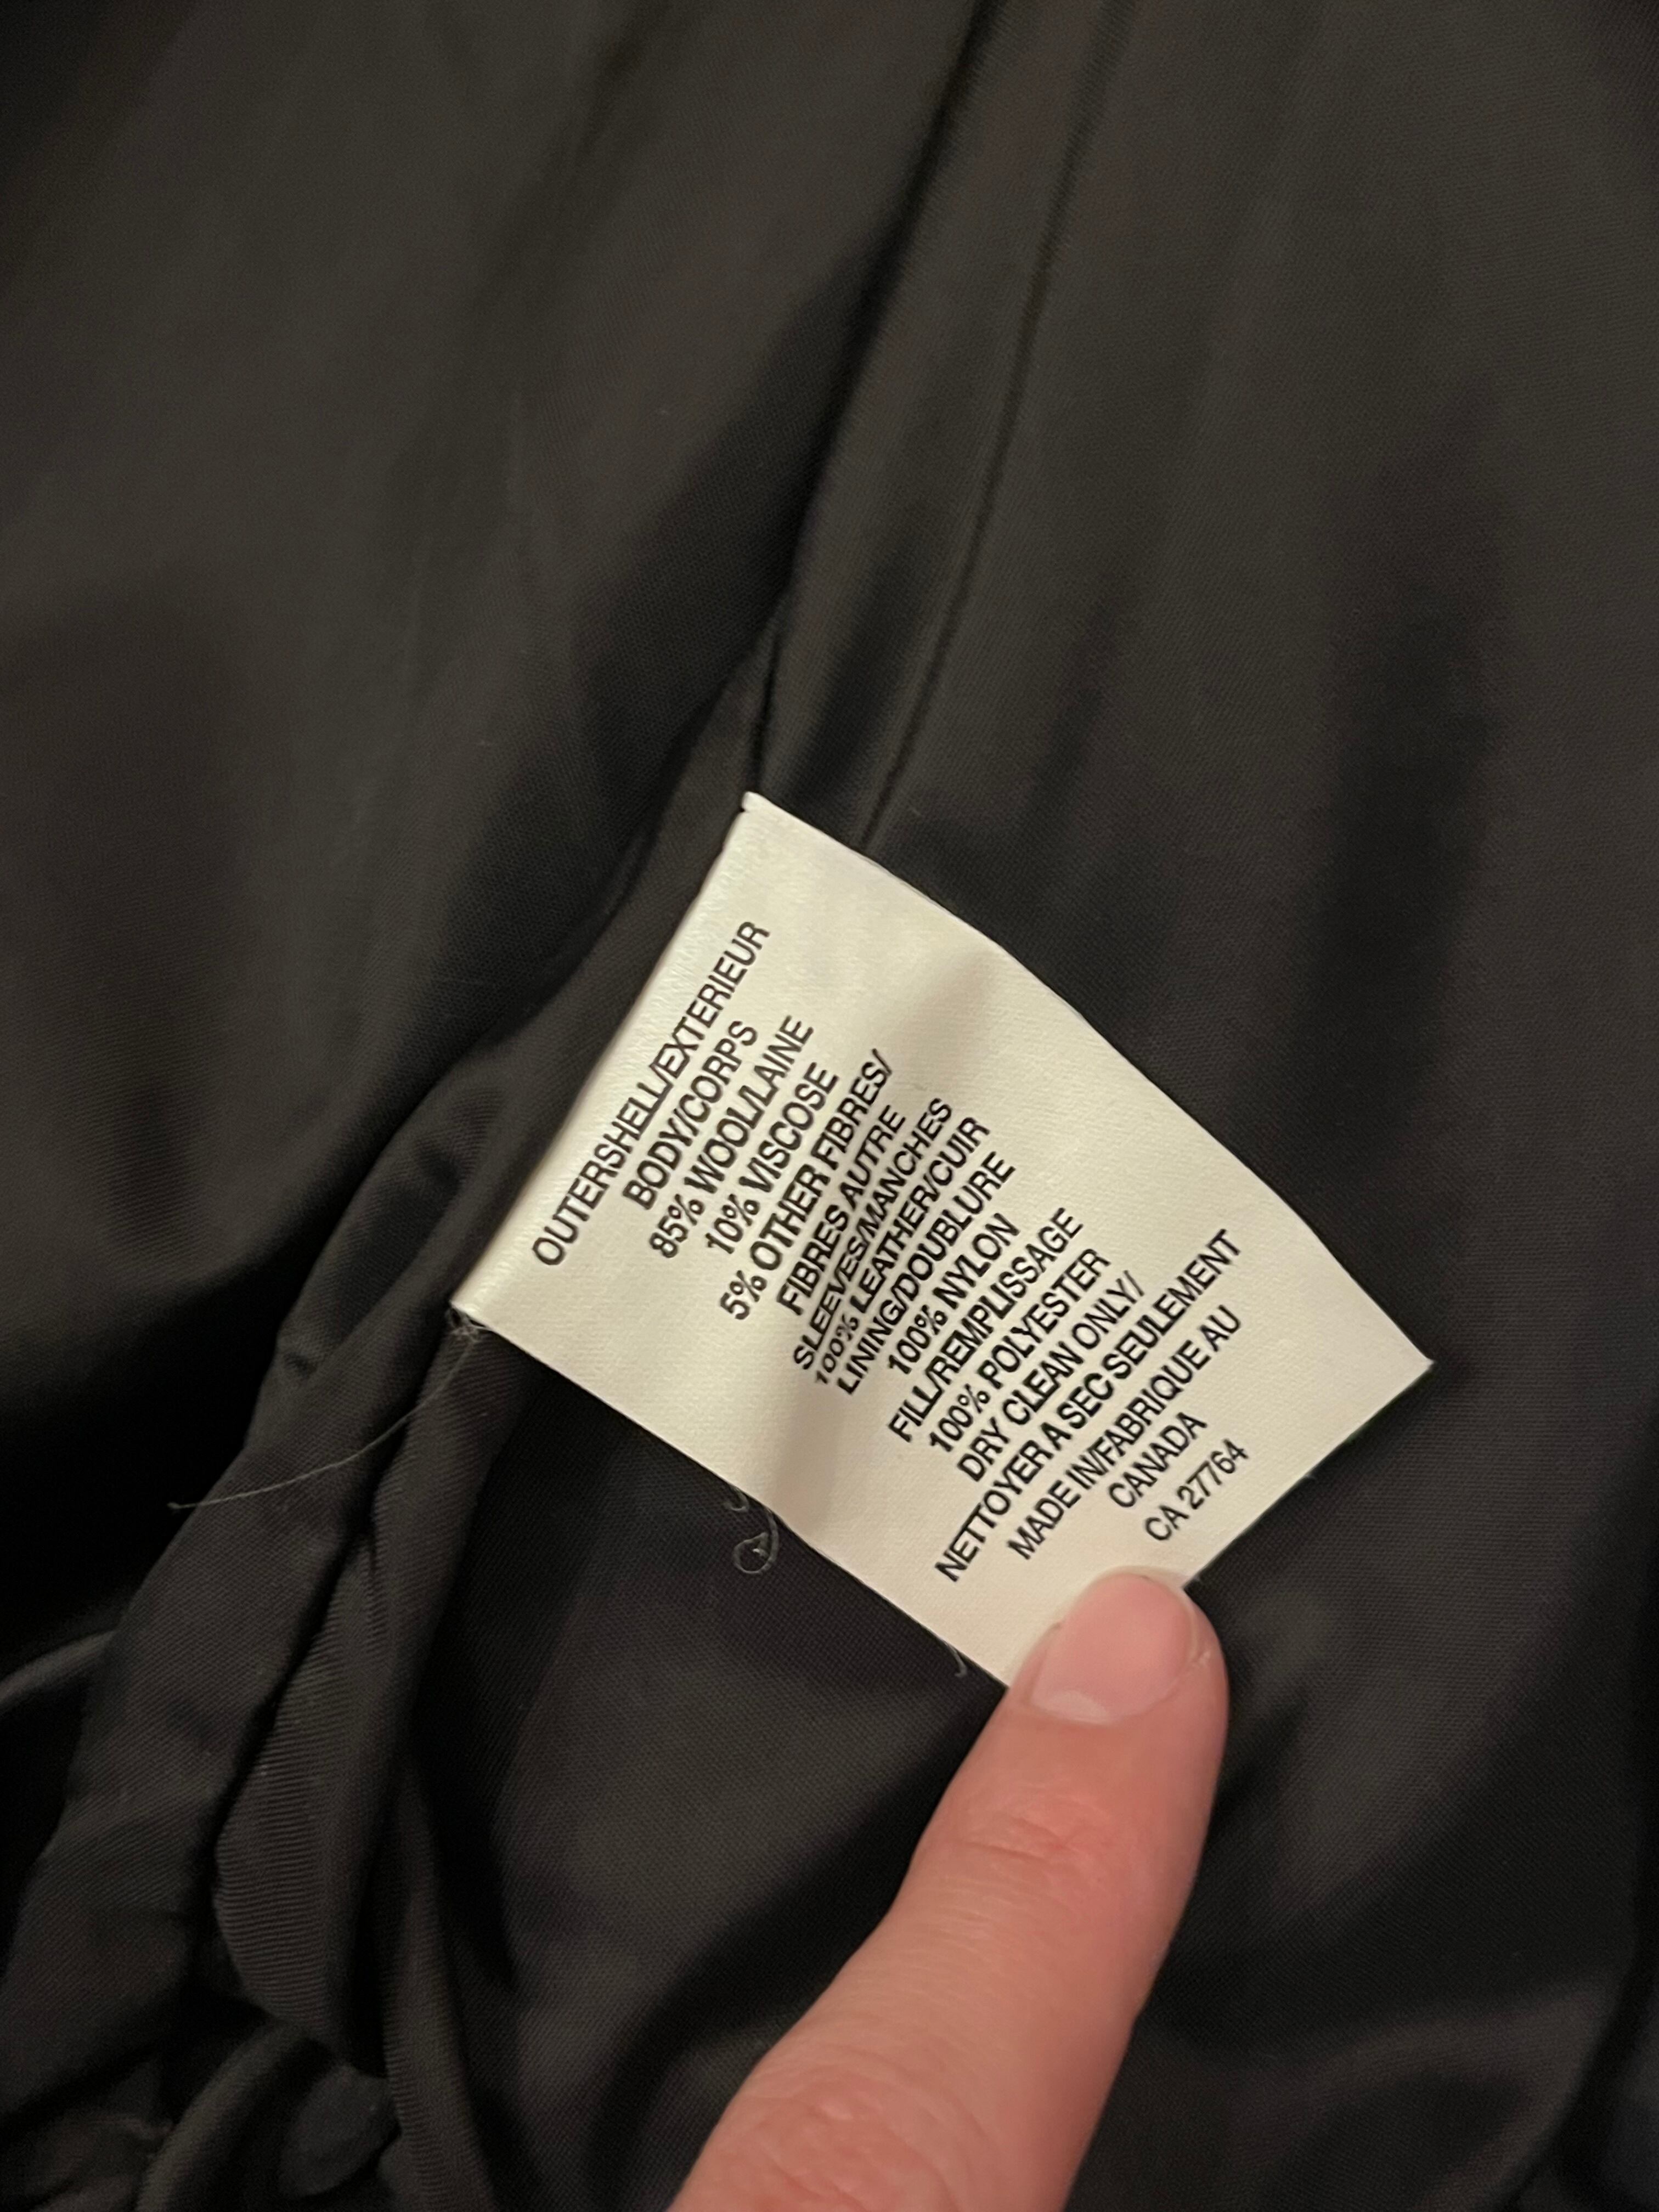 OUTERSHELL/EXTERIEUR
BODY/CORPS
85% WOOL/LAINE
10% VISCOSE
5% OTHER FIBRES/
FIBRES AUTRE
SLEEVES/MANCHES
100% LEATHER/CUIR
LINING/DOUBLURE
100% NYLON
FILL/REMPLISSAGE
100% POLYESTER
DRY CLEAN ONLY/
NETTOYER A SEC SEULEMENT
MADE IN/FABRIQUE AU
CANADA
CA 27764